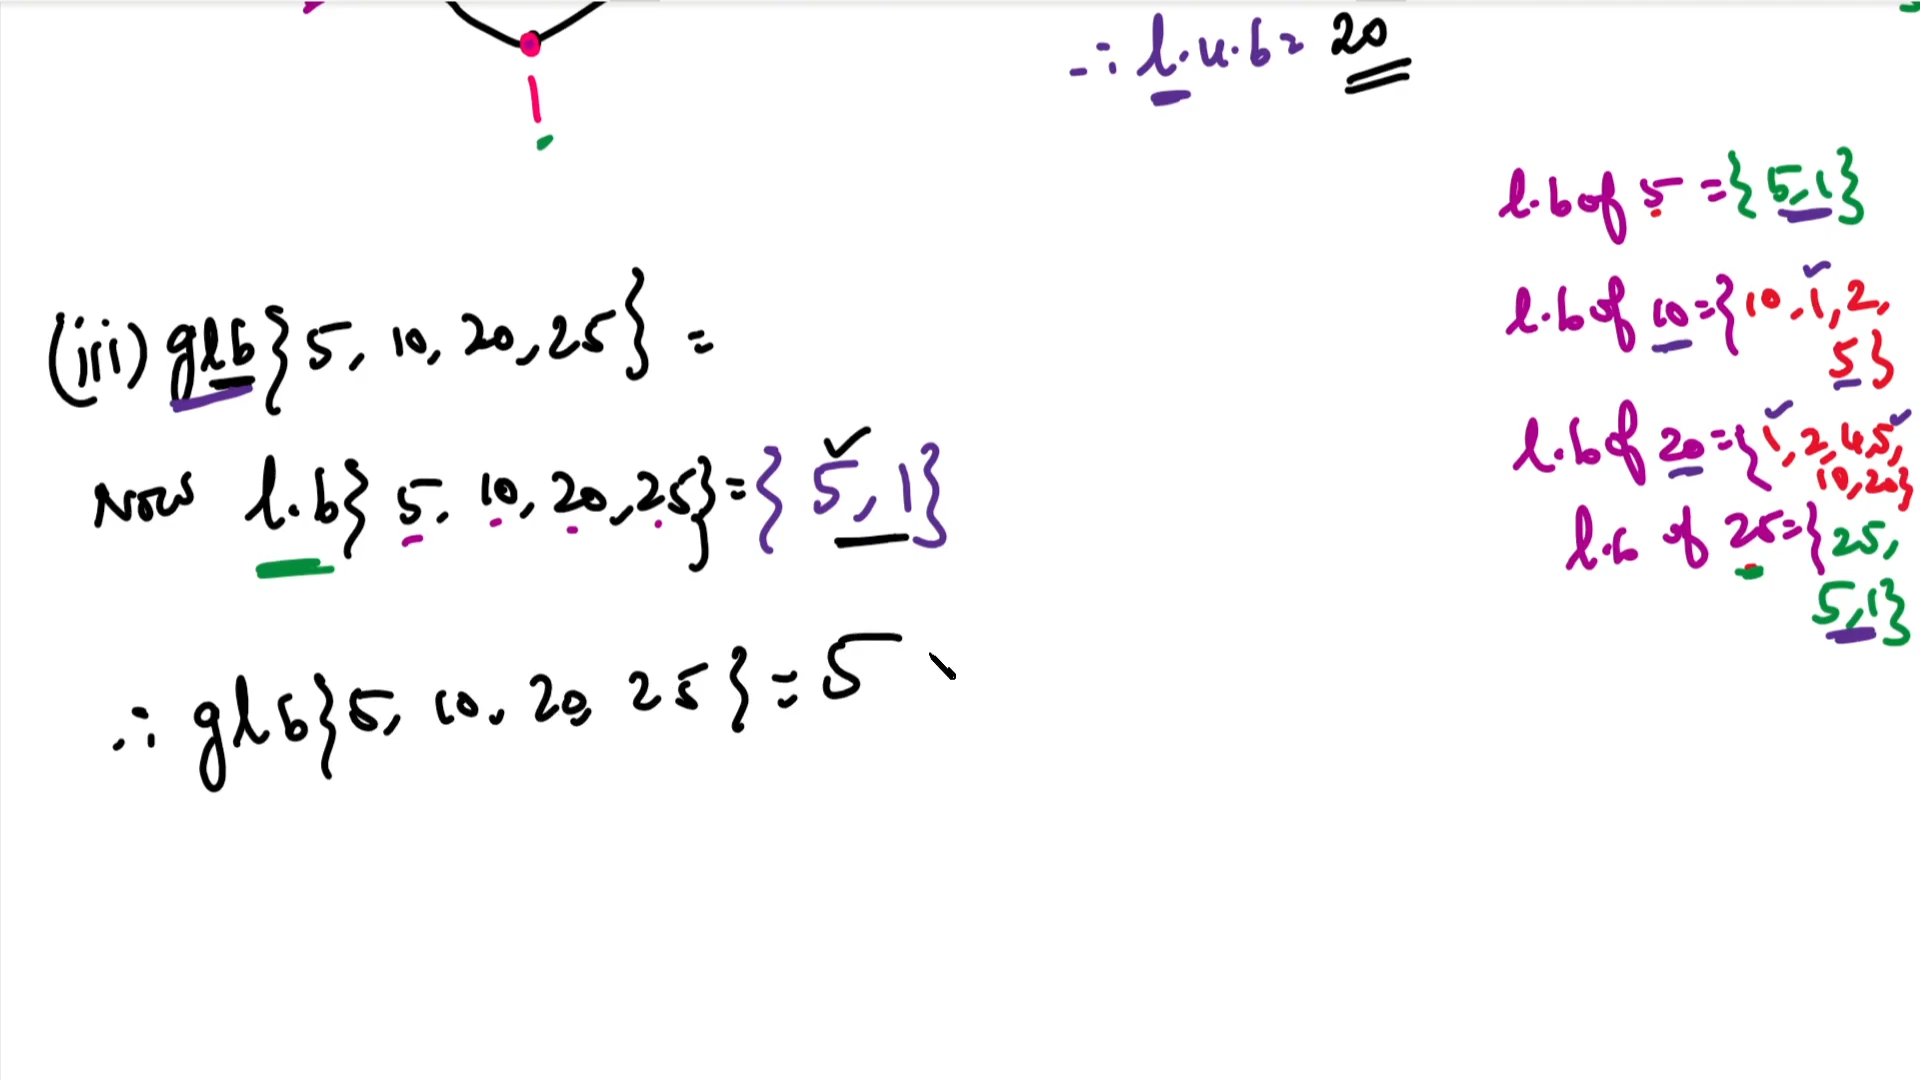 ∴ l.u.b = 20
l.b of 5 = {5,1}
l.b of 10 = {10,1,2,
5}
l.b of 20 = {1,2,4,5,
10,20}
l.b of 25 = {25,
5,1}
(iii) glb{5, 10, 20, 25} =
Now l.b{5, 10, 20, 25} = {5, 1}
∴ glb{5, 10, 20, 25} = 5